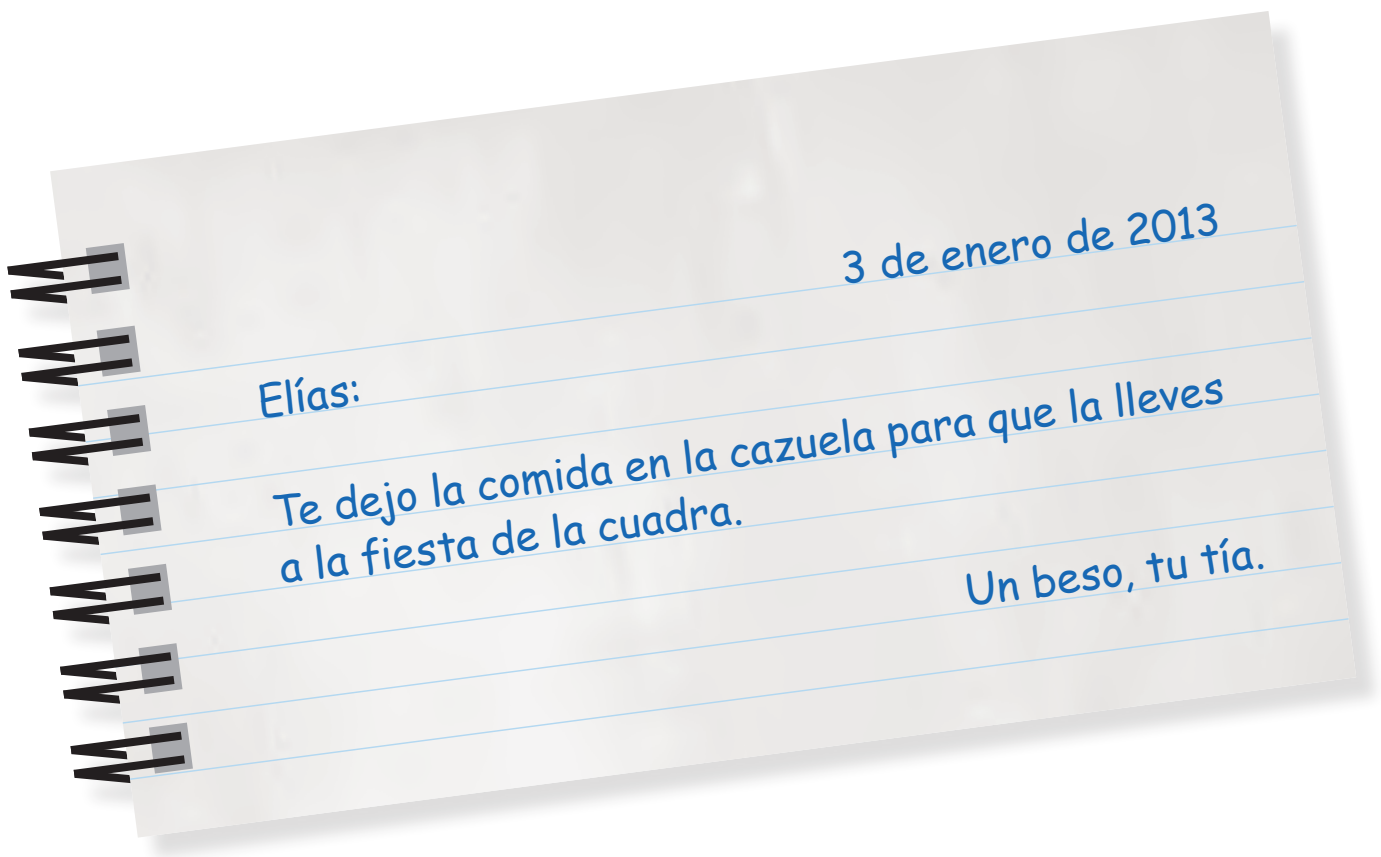 3 de enero de 2013
Elías:
Te dejo la comida en la cazuela para que la lleves
a la fiesta de la cuadra.
Un beso, tu tía.